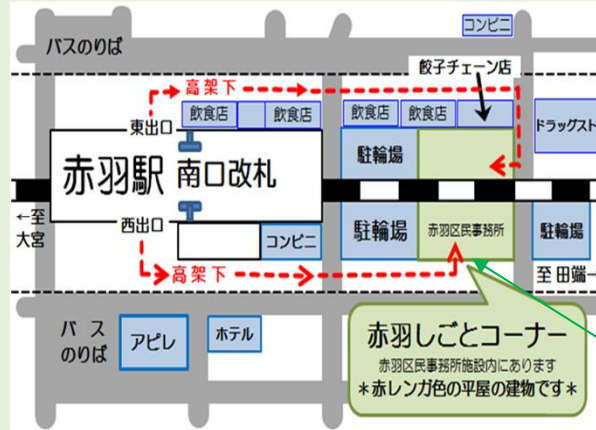 コンビニ
バスのりば
餃子チェーン店
高架下
飲食店
飲食店
飲食店
飲食店
ドラッグスト
東出口
駐輪場
赤羽駅 南口改札
←至
大宮
西出口
コンビニ
駐輪場
赤羽区民事務所
駐輪場
高架下
至 田端→
バス
のりば
アピレ
ホテル
赤羽しごとコーナー
赤羽区民事務所施設内にあります
*赤レンガ色の平屋の建物です*